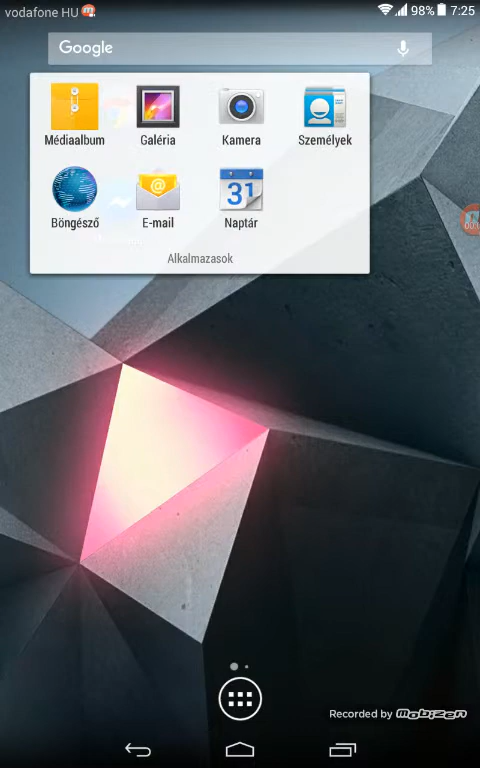 vodafone HU
98%
7:25
Google
Médiaalbum
Galéria
Kamera
Személyek
Böngésző
E-mail
31
Naptár
Alkalmazasok
Recorded by Mobizen